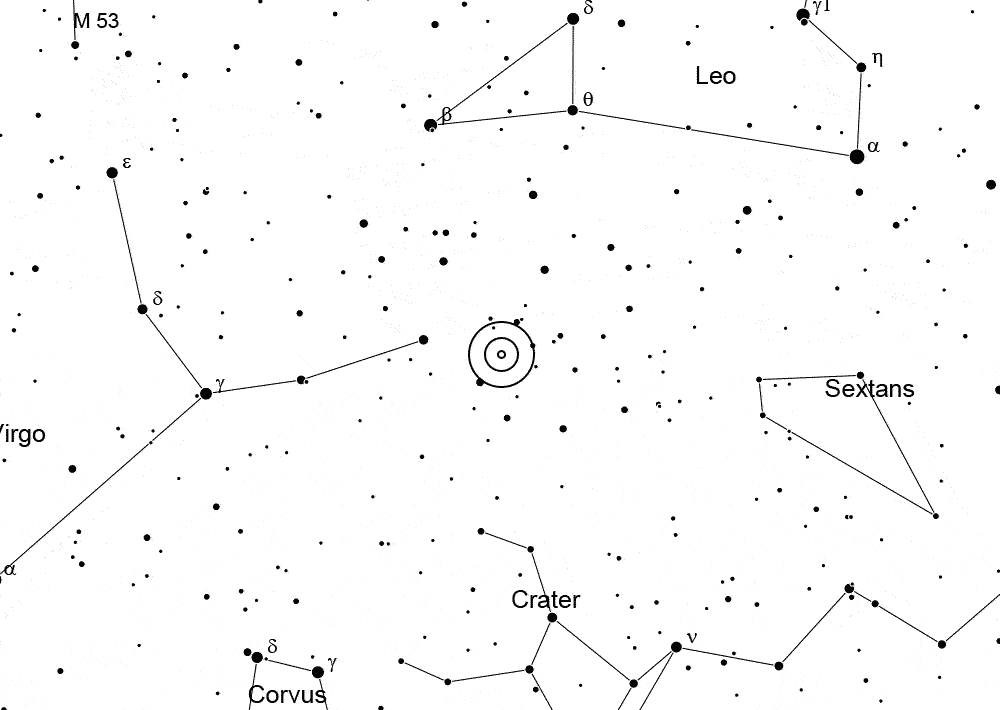 δ
γ1
M 53
η
Leo
θ
β
α
ε
δ
γ
Sextans
Virgo
α
Crater
ν
δ
γ
Corvus